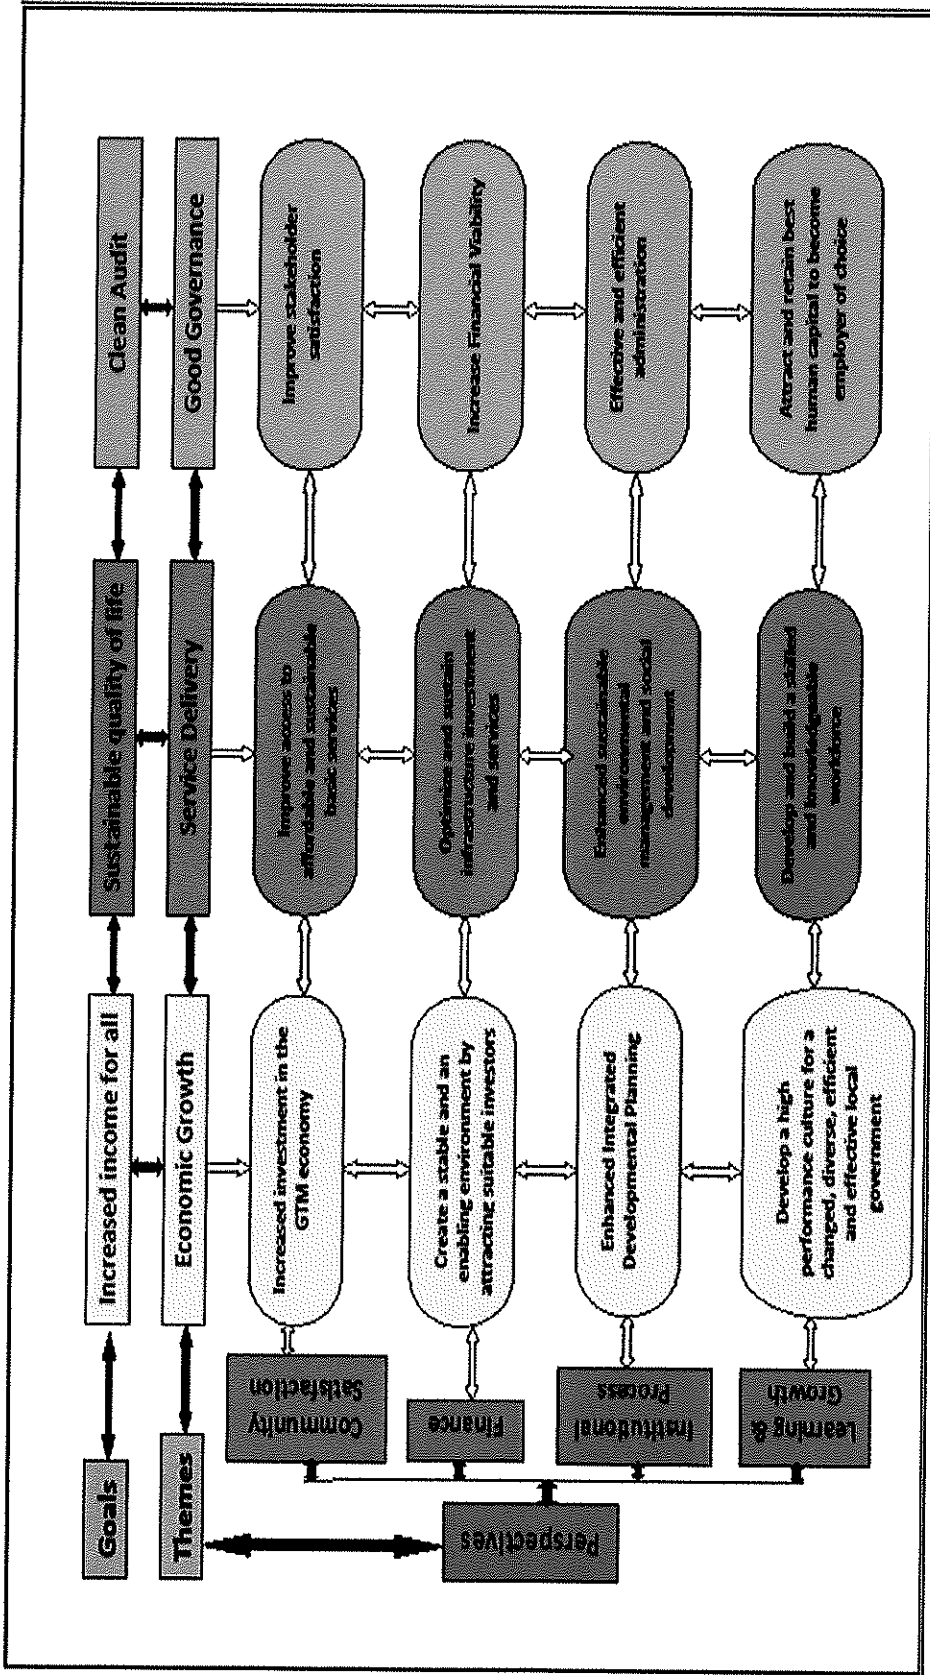 Goals
Increased income for all
Sustainable quality of life
Clean Audit
Themes
Economic Growth
Service Delivery
Good Governance
Perspectives
Community
Satisfaction
Increased investment in the
GTM economy
Improve access to
affordable and sustainable
basic services
Improve stakeholder
satisfaction
Finance
Create a stable and an
enabling environment by
attracting suitable investors
Optimize and sustain
infrastructure investment
and services
Increase Financial Viability
Institutional
Process
Enhanced Integrated
Developmental Planning
Enhanced sustainable
environmental
management and social
development
Effective and efficient
administration
Learning &
Growth
Develop a high
performance culture for a
changed, diverse, efficient
and effective local
government
Develop and build a skilled
and knowledgeable
workforce
Attract and retain best
human capital to become
employer of choice